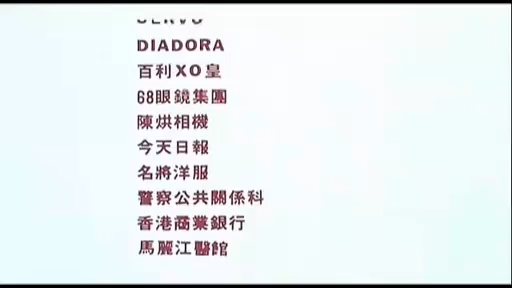 DIADORA
百利XO皇
68眼鏡集團
陳烘相機
今天日報
名將洋服
警察公共關係科
香港商業銀行
馬麗江醫館